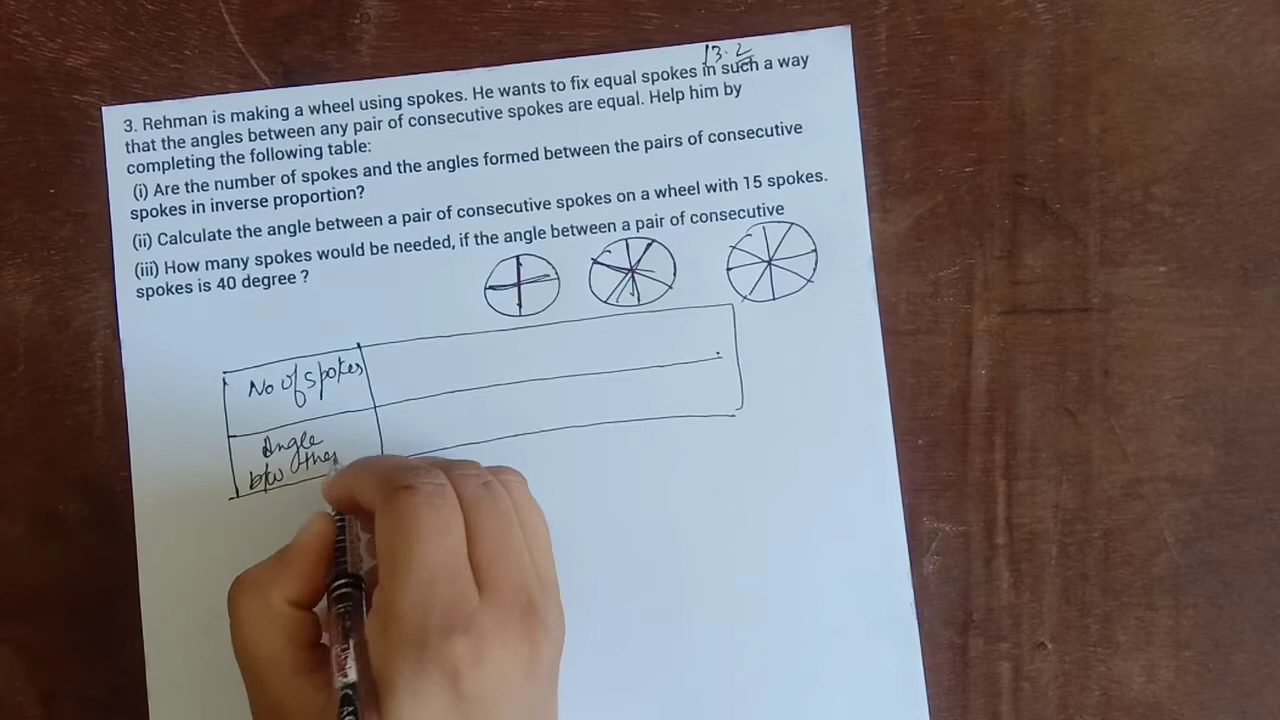 13.2
3. Rehman is making a wheel using spokes. He wants to fix equal spokes in such a way
that the angles between any pair of consecutive spokes are equal. Help him by
completing the following table:
(i) Are the number of spokes and the angles formed between the pairs of consecutive
spokes in inverse proportion?
(ii) Calculate the angle between a pair of consecutive spokes on a wheel with 15 spokes.
(iii) How many spokes would be needed, if the angle between a pair of consecutive
spokes is 40 degree ?
No of spokes
Angle
b/w the